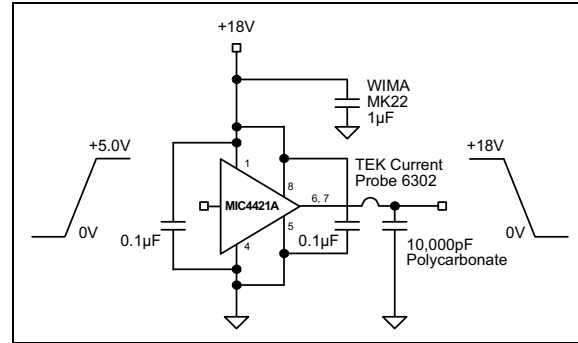 +18V
WIMA
MK22
1µF
+5.0V
0V
0.1µF
1
8
MIC4421A
6, 7
5
4
0.1µF
TEK Current
Probe 6302
10,000pF
Polycarbonate
+18V
0V